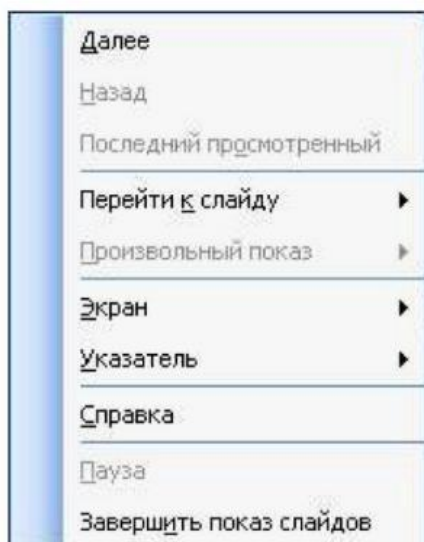 Далее
Назад
Последний просмотренный
Перейти к слайду
Произвольный показ
Экран
Указатель
Справка
Пауза
Завершить показ слайдов